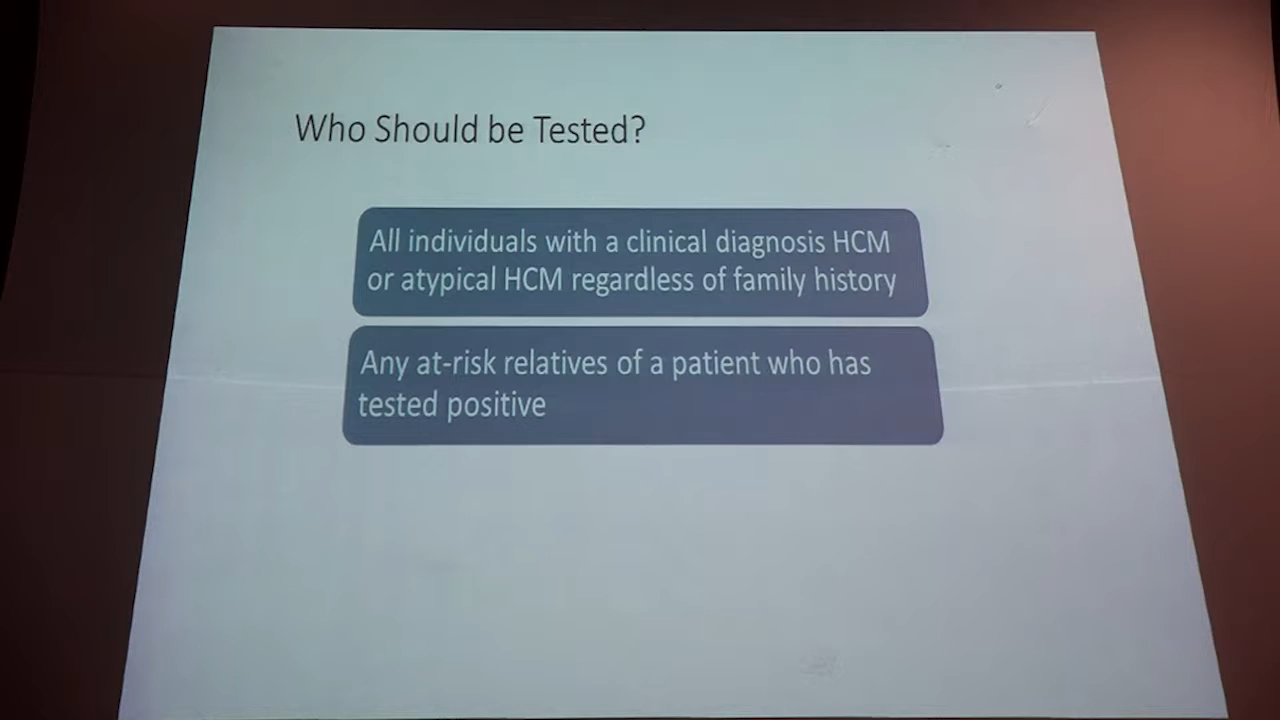 Who Should be Tested?
All individuals with a clinical diagnosis HCM
or atypical HCM regardless of family history
Any at-risk relatives of a patient who has
tested positive